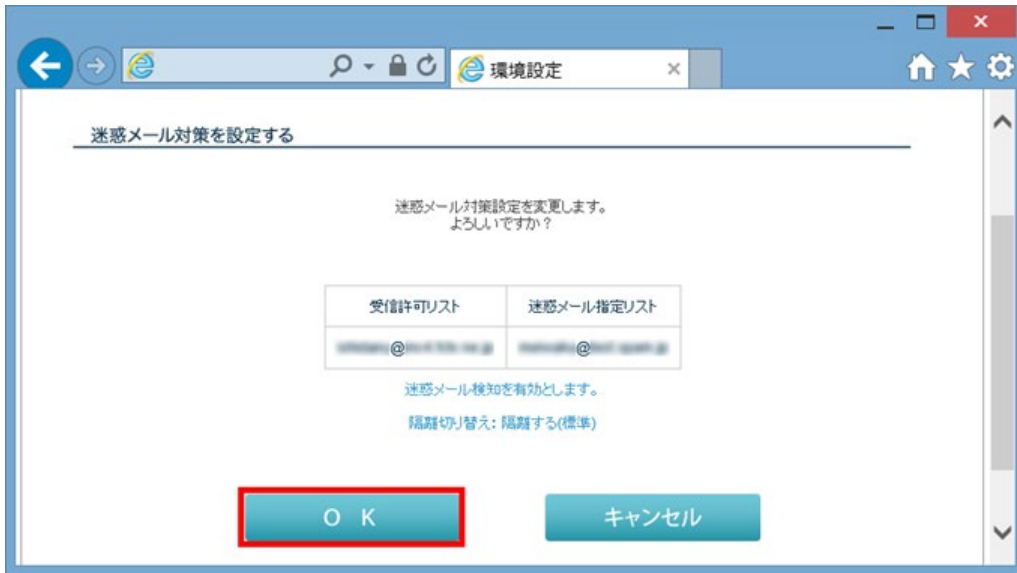 環境設定
迷惑メール対策を設定する
迷惑メール対策設定を変更します。
よろしいですか？
受信許可リスト 迷惑メール指定リスト
@ @
迷惑メール検知を有効とします。
隔離切り替え: 隔離する(標準)
O K キャンセル